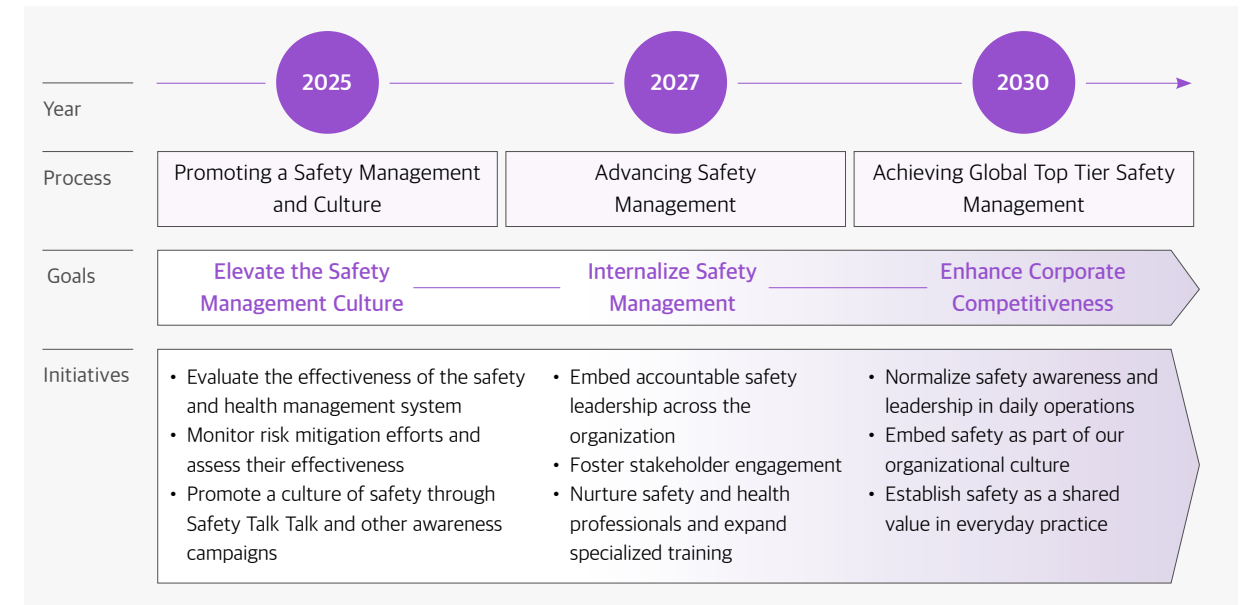 Year
2025
2027
2030
Process
Promoting a Safety Management
and Culture
Advancing Safety
Management
Achieving Global Top Tier Safety
Management
Goals
Elevate the Safety
Management Culture
Internalize Safety
Management
Enhance Corporate
Competitiveness
Initiatives
• Evaluate the effectiveness of the safety
and health management system
• Monitor risk mitigation efforts and
assess their effectiveness
• Promote a culture of safety through
Safety Talk Talk and other awareness
campaigns
• Embed accountable safety
leadership across the
organization
• Foster stakeholder engagement
• Nurture safety and health
professionals and expand
specialized training
• Normalize safety awareness and
leadership in daily operations
• Embed safety as part of our
organizational culture
• Establish safety as a shared
value in everyday practice